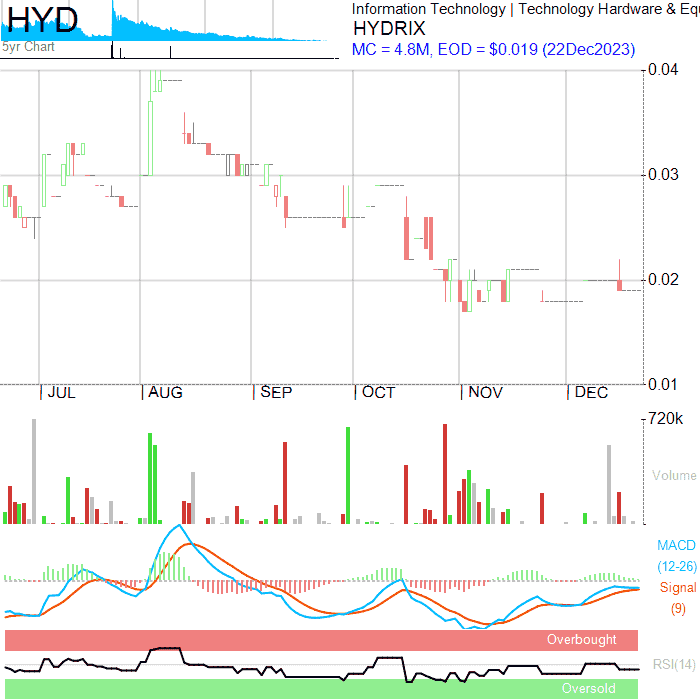 HYD
5yr Chart
Information Technology | Technology Hardware & Equ
HYDRIX
MC = 4.8M, EOD = $0.019 (22Dec2023)
0.04
0.03
0.02
0.01
JUL AUG SEP OCT NOV DEC
720k
Volume
MACD
(12-26)
Signal
(9)
Overbought
RSI(14)
Oversold